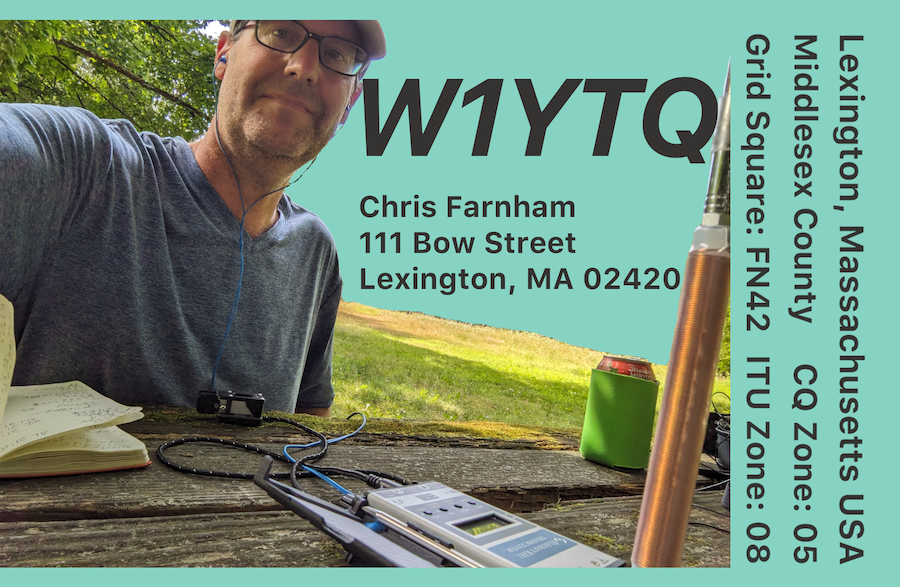 W1YTQ
Chris Farnham
111 Bow Street
Lexington, MA 02420
Lexington, Massachusetts USA
Middlesex County CQ Zone: 05
Grid Square: FN42 ITU Zone: 08